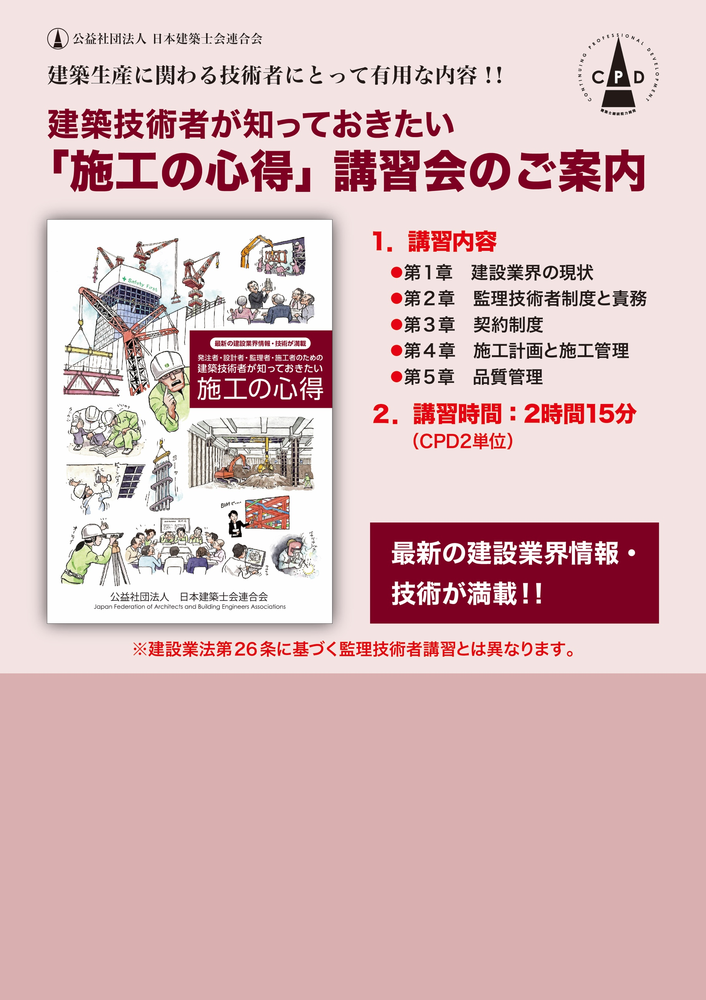 公益社団法人 日本建築士会連合会
CONTINUING PROFESSIONAL DEVELOPMENT
CPD
建築士継続能力開発
建築生産に関わる技術者にとって有用な内容！！
建築技術者が知っておきたい
「施工の心得」講習会のご案内
Safety First
最新の建設業界情報・技術が満載
発注者・設計者・監理者・施工者のための
建築技術者が知っておきたい
施工の心得
BIMで‥‥
オーライ
公益社団法人　日本建築士会連合会
Japan Federation of Architects and Building Engineers Associations
1．講習内容
●第1章　建設業界の現状
●第2章　監理技術者制度と責務
●第3章　契約制度
●第4章　施工計画と施工管理
●第5章　品質管理
2．講習時間：2時間15分
（CPD2単位）
最新の建設業界情報・
技術が満載！！
※建設業法第26条に基づく監理技術者講習とは異なります。